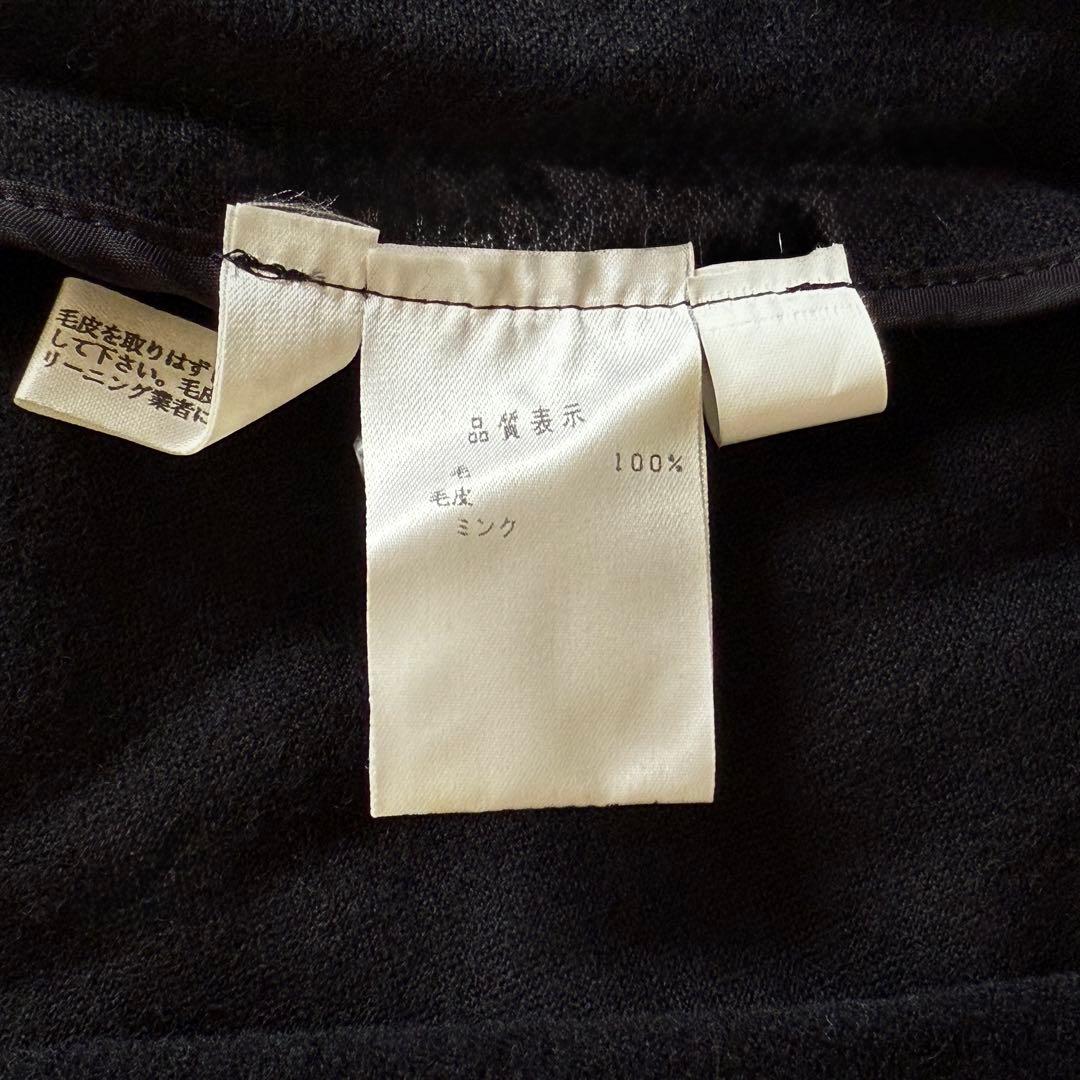 毛皮を取りはずし
して下さい。毛皮
リーニング業者に
品質表示
毛 100%
毛皮
ミンク